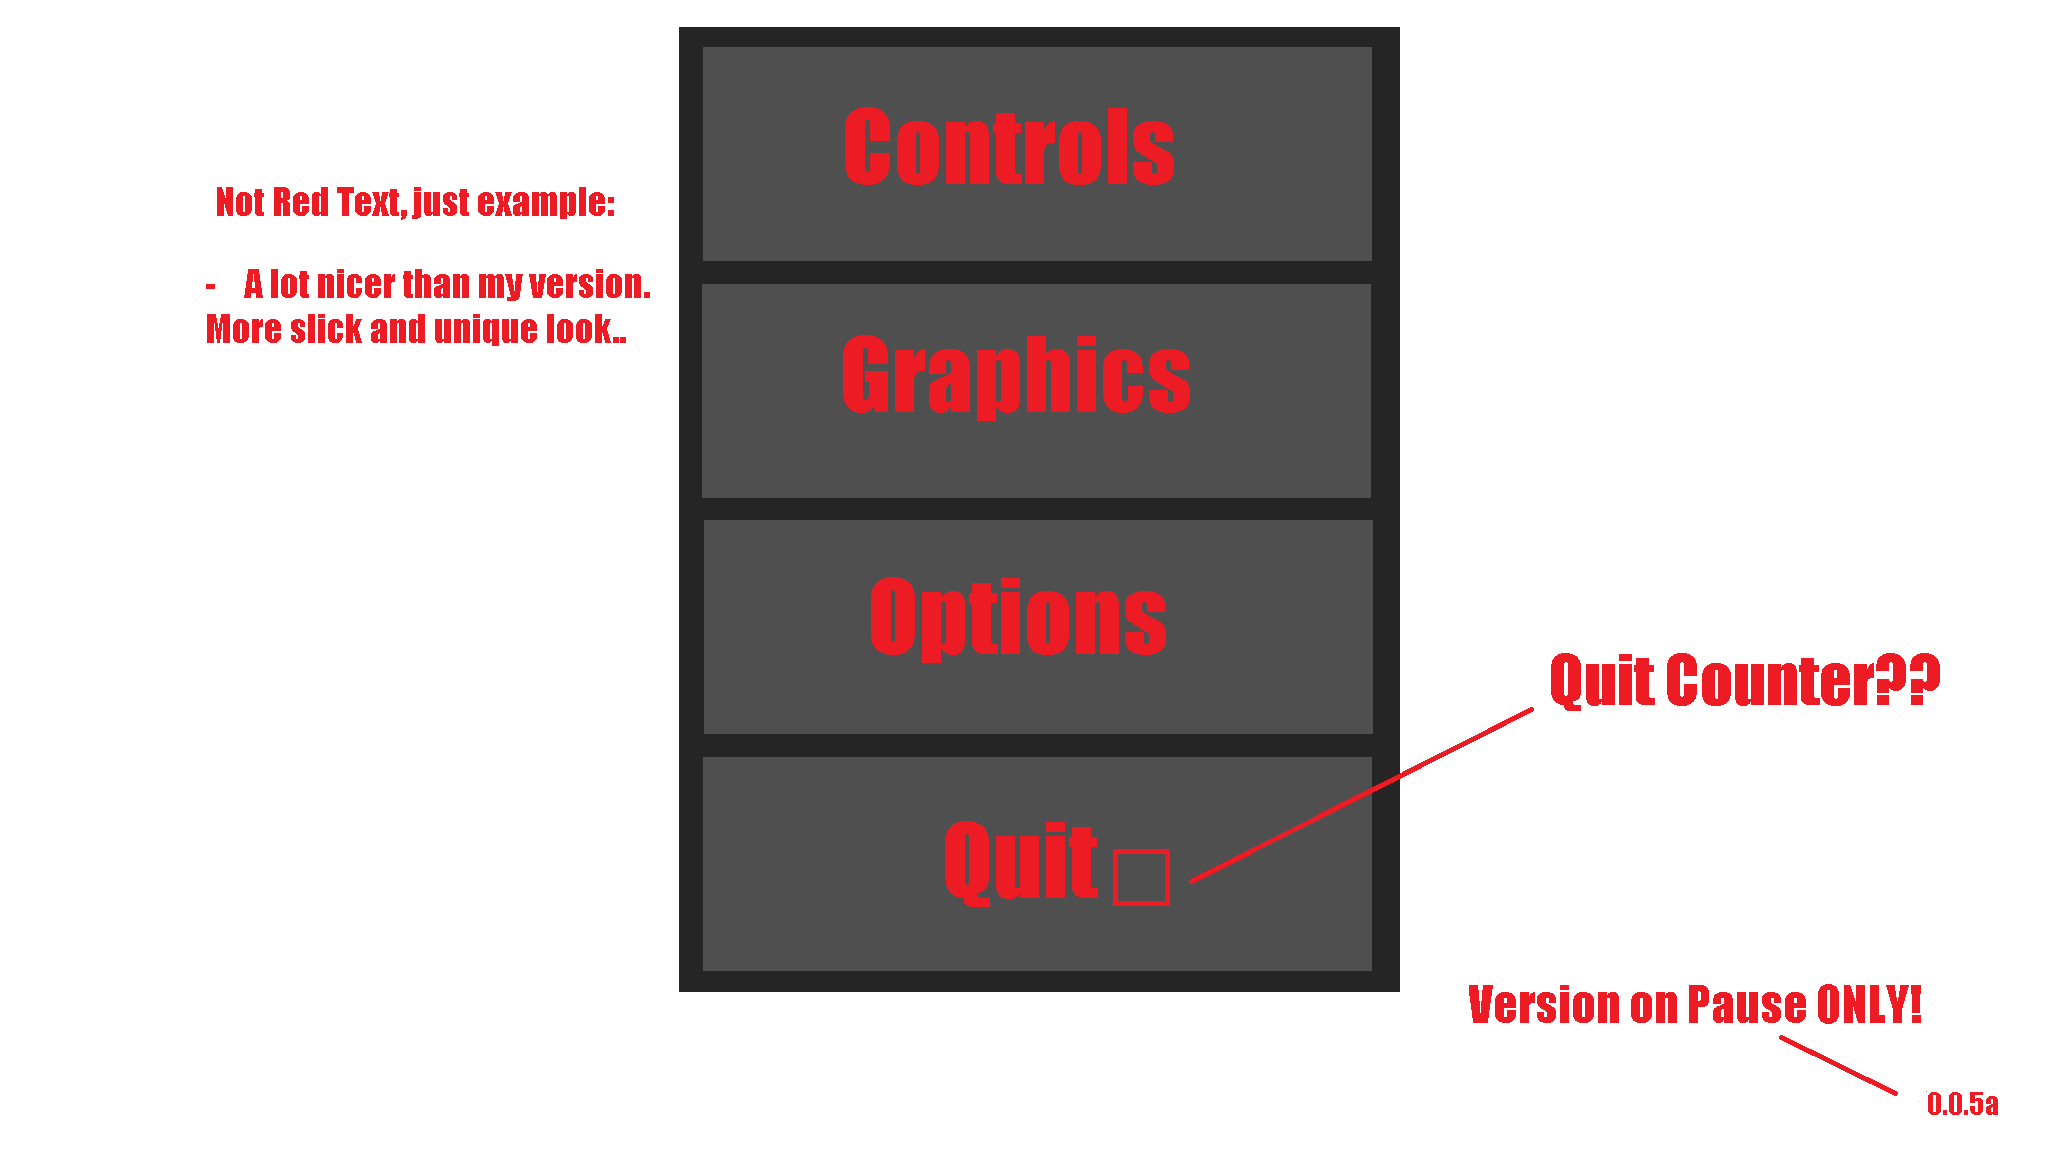 Controls
Not Red Text, just example:
- A lot nicer than my version.
More slick and unique look..
Graphics
Options
Quit Counter??
Quit
Version on Pause ONLY!
0.0.5a